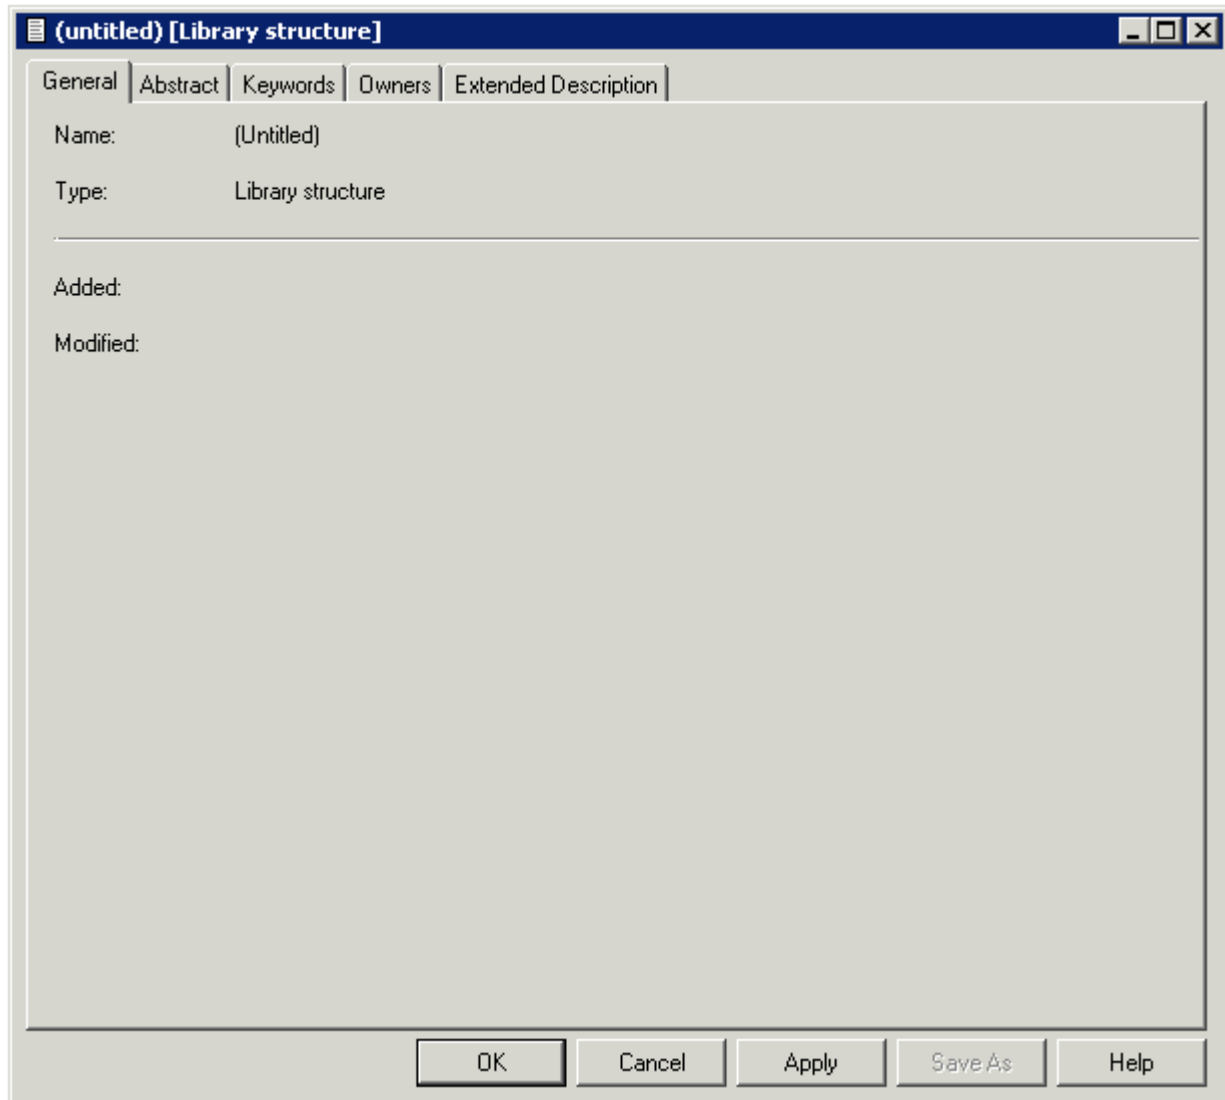 (untitled) [Library structure]
General Abstract Keywords Owners Extended Description
Name: (Untitled)
Type: Library structure
Added:
Modified:
OK Cancel Apply Save As Help